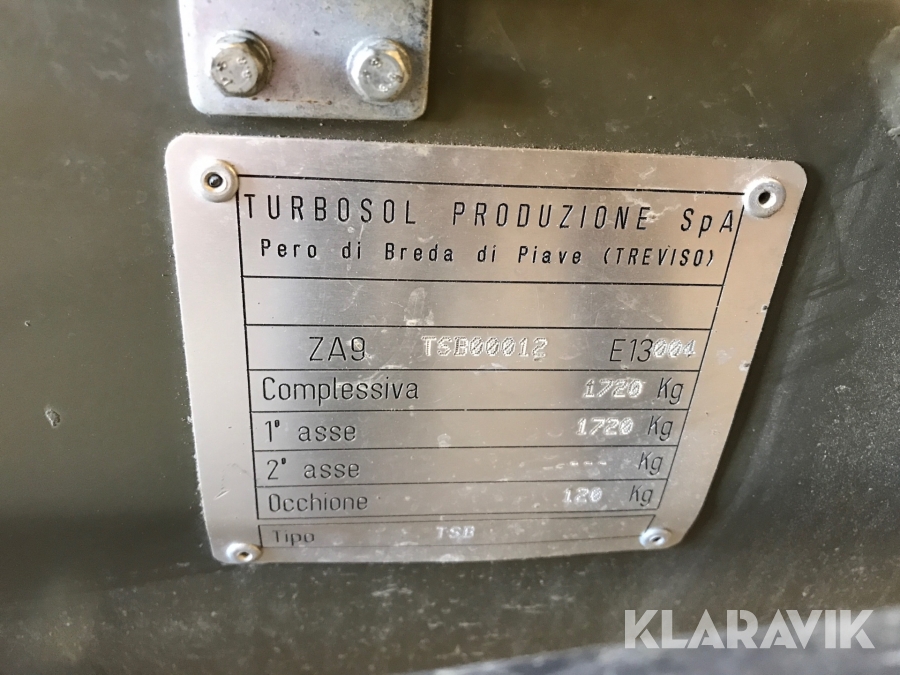 TURBOSOL PRODUZIONE SpA
Pero di Breda di Piave (TREVISO)
ZA9 TSB00012 E13004
Complessiva 1720 Kg
1° asse 1720 Kg
2° asse ---- Kg
Occhione 120 Kg
Tipo TSB
KLARAVIK